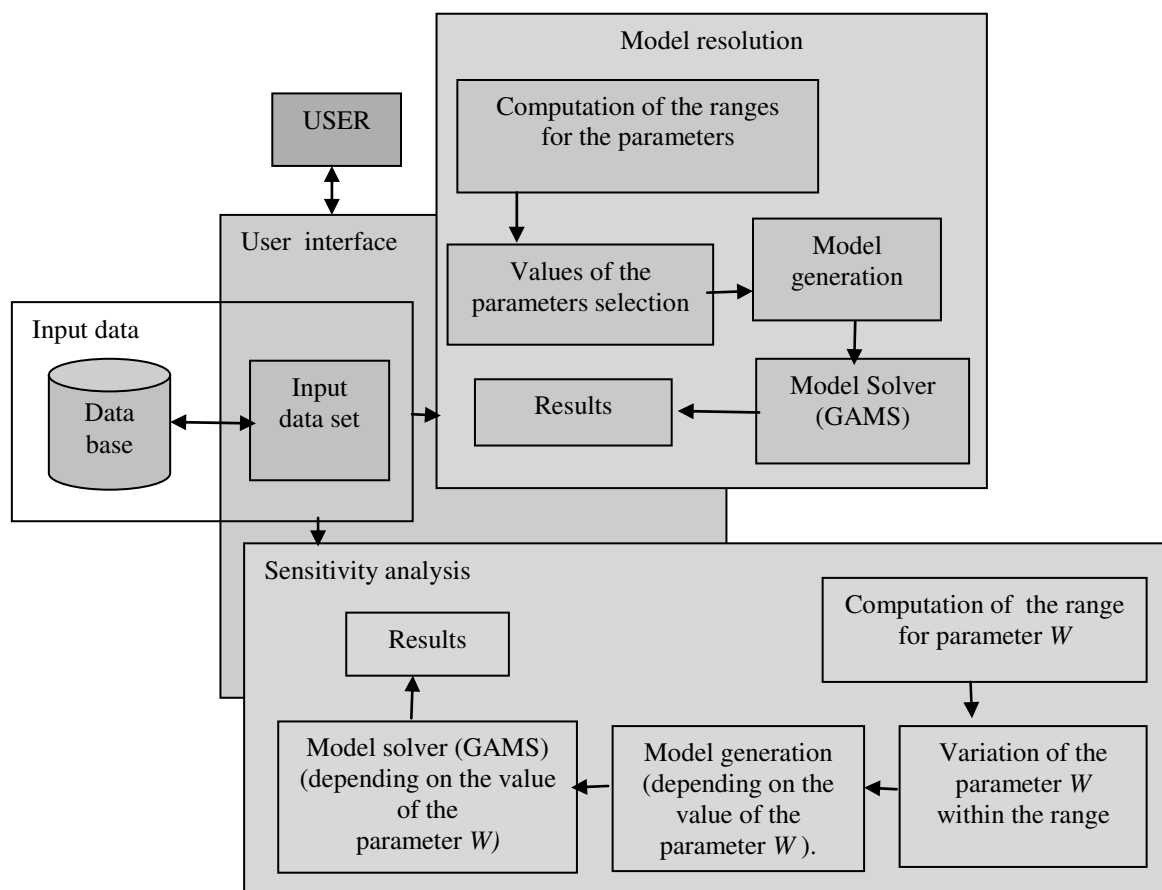 Model resolution
Computation of the ranges
for the parameters
USER
User interface
Values of the
parameters selection
Model
generation
Input data
Data
base
Input
data set
Results
Model Solver
(GAMS)
Sensitivity analysis
Computation of the range
for parameter W
Results
Model solver (GAMS)
(depending on the value
of the
parameter W)
Model generation
(depending on the
value of the
parameter W ).
Variation of the
parameter W
within the range